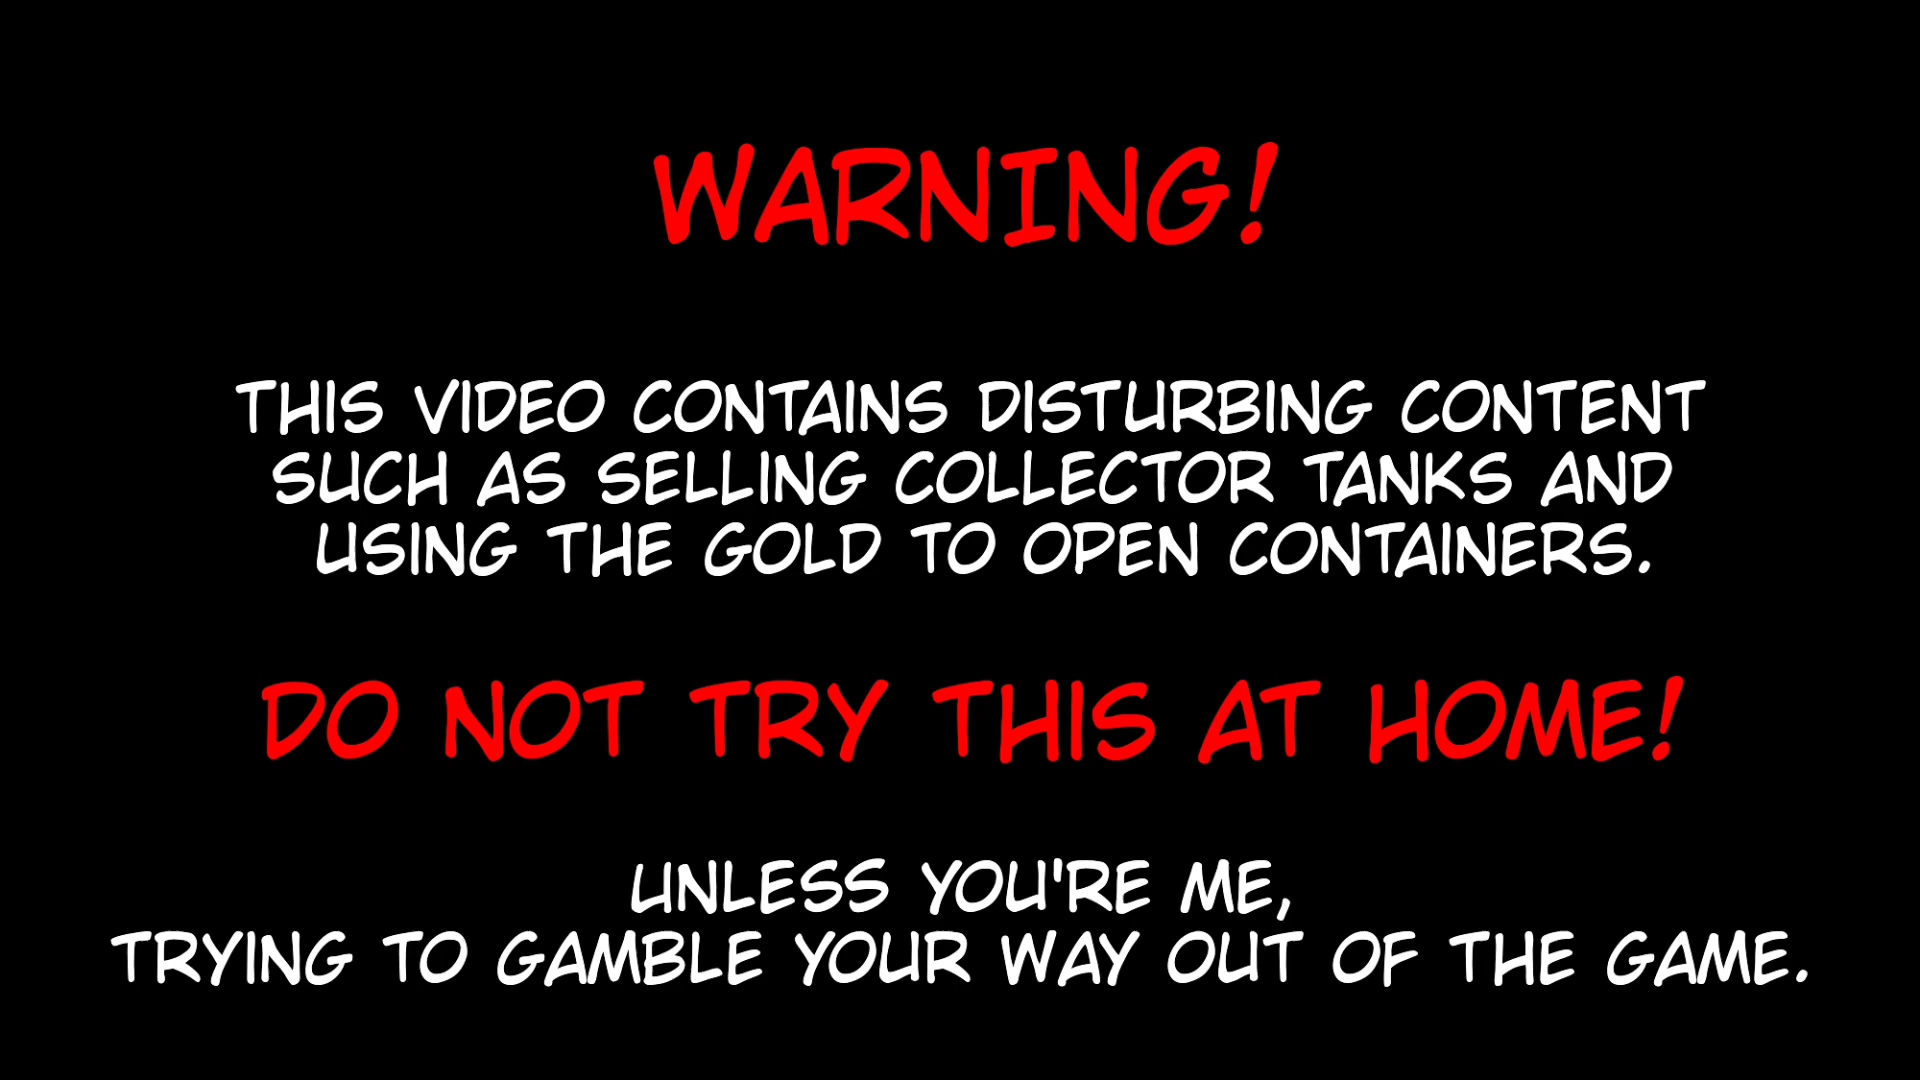 WARNING!
THIS VIDEO CONTAINS DISTURBING CONTENT
SUCH AS SELLING COLLECTOR TANKS AND
USING THE GOLD TO OPEN CONTAINERS.
DO NOT TRY THIS AT HOME!
UNLESS YOU'RE ME,
TRYING TO GAMBLE YOUR WAY OUT OF THE GAME.